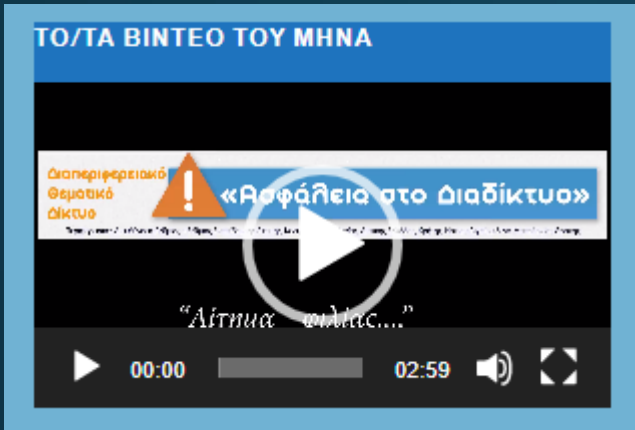 ΤΟ/ΤΑ ΒΙΝΤΕΟ ΤΟΥ ΜΗΝΑ
Διαπεριφερειακό
Θεματικό
Δίκτυο
!
«Ασφάλεια στο Διαδίκτυο»
“Αίτημα φιλίας....”
00:00
02:59